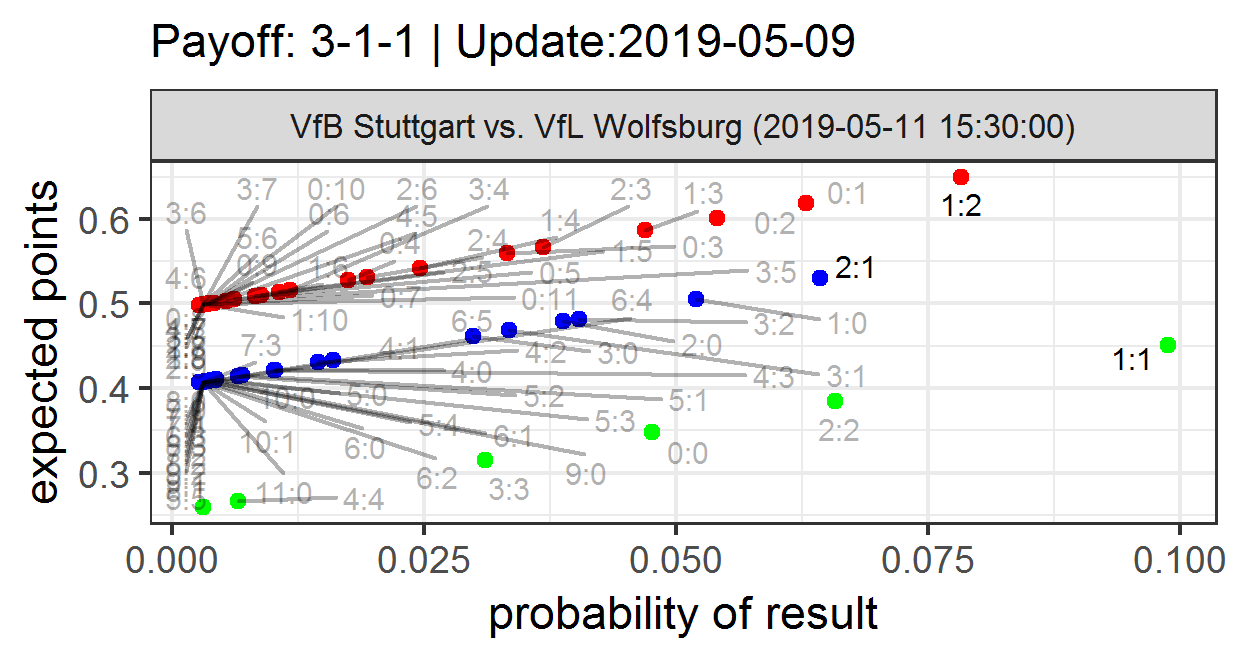 Payoff: 3-1-1 | Update:2019-05-09
VfB Stuttgart vs. VfL Wolfsburg (2019-05-11 15:30:00)
expected points
0.6
0.5
0.4
0.3
3:7 0:10 2:6 3:4 2:3 1:3 0:1
3:6 0:6 4:5 1:4 0:2 1:2
5:6 0:4 2:4 1:5 0:3
4:6 0:9 1:6 2:5 0:5 3:5 2:1
0:7 0:11 6:4
1:10 6:5 3:2 1:0
7:3 4:1 4:2 3:0 2:0 1:1
4:0 4:3 3:1
10:0 5:0 5:2 5:1
5:4 5:3 2:2
10:1 6:0 6:1 0:0
6:2 9:0
11:0 4:4 3:3
0.000 0.025 0.050 0.075 0.100
probability of result